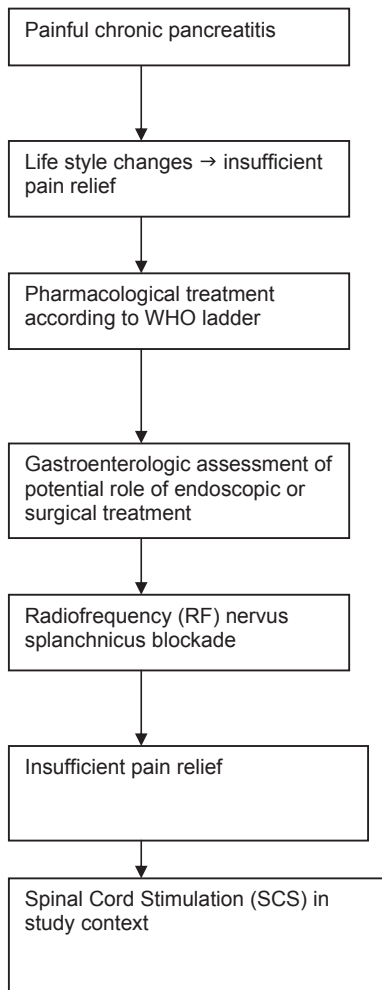 Painful chronic pancreatitis
Life style changes → insufficient
pain relief
Pharmacological treatment
according to WHO ladder
Gastroenterologic assessment of
potential role of endoscopic or
surgical treatment
Radiofrequency (RF) nervus
splanchnicus blockade
Insufficient pain relief
Spinal Cord Stimulation (SCS) in
study context